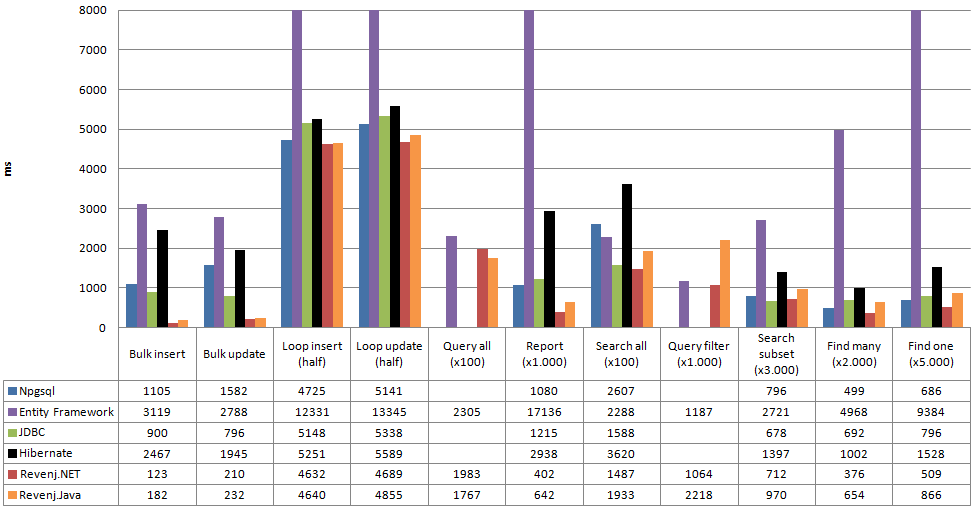 8000
7000
6000
5000
4000
3000
2000
1000
0
ms
Bulk insert Bulk update Loop insert (half) Loop update (half) Query all (x100) Report (x1.000) Search all (x100) Query filter (x1.000) Search subset (x3.000) Find many (x2.000) Find one (x5.000)
Npgsql 1105 1582 4725 5141 1080 2607 796 499 686
Entity Framework 3119 2788 12331 13345 2305 17136 2288 1187 2721 4968 9384
JDBC 900 796 5148 5338 1215 1588 678 692 796
Hibernate 2467 1945 5251 5589 2938 3620 1397 1002 1528
Revenj.NET 123 210 4632 4689 1983 402 1487 1064 712 376 509
Revenj.Java 182 232 4640 4855 1767 642 1933 2218 970 654 866